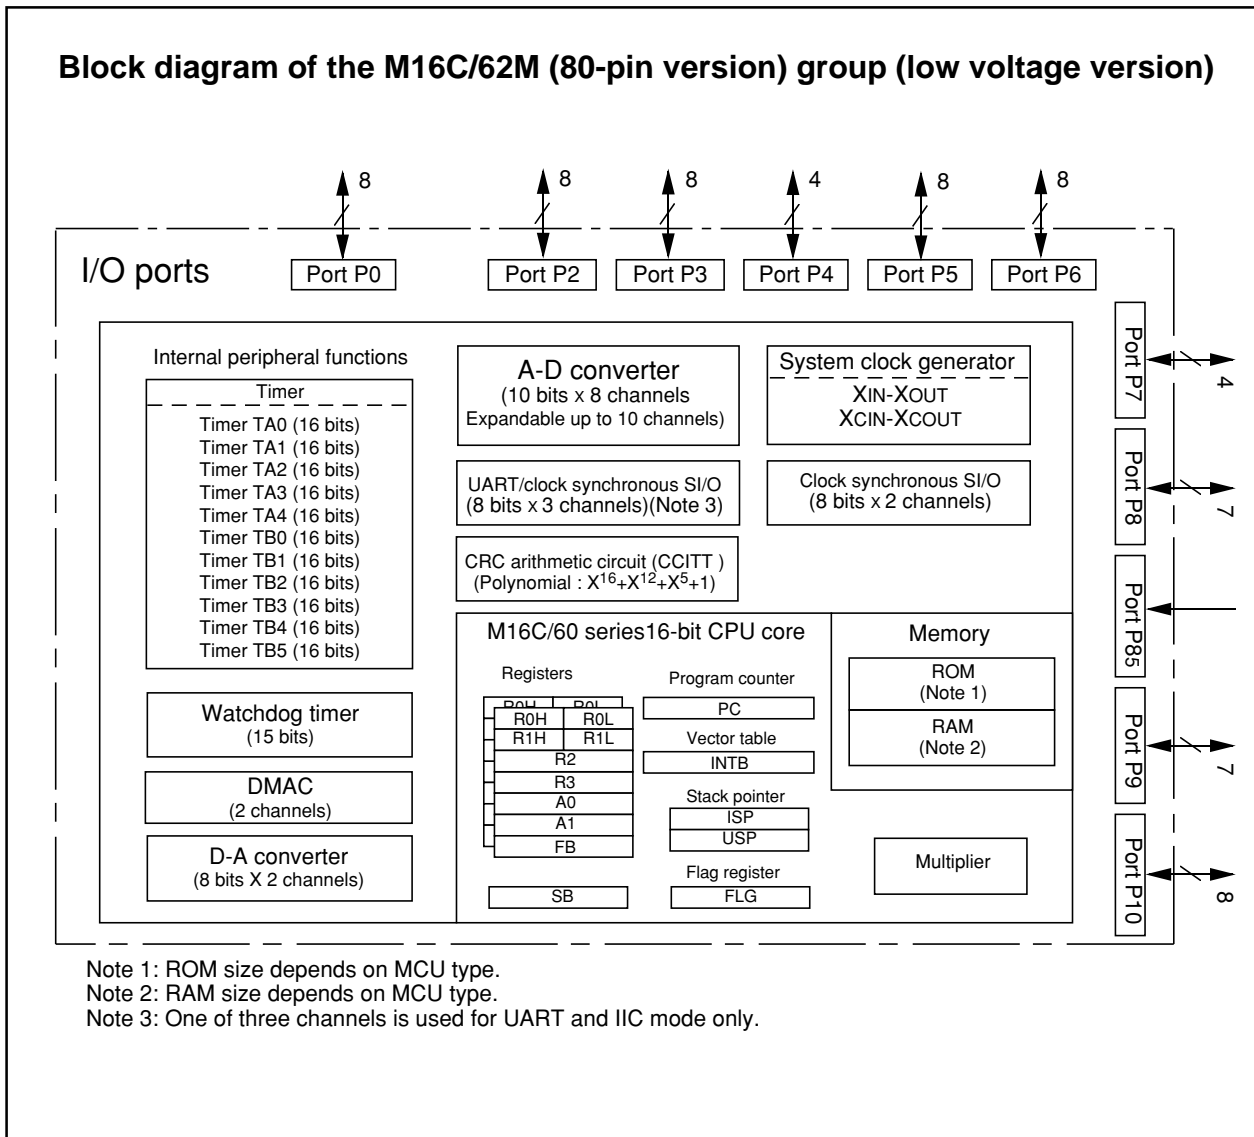 Block diagram of the M16C/62M (80-pin version) group (low voltage version)
8
8
8
4
8
8
I/O ports
Port P0
Port P2
Port P3
Port P4
Port P5
Port P6
Internal peripheral functions
Timer
Timer TA0 (16 bits)
Timer TA1 (16 bits)
Timer TA2 (16 bits)
Timer TA3 (16 bits)
Timer TA4 (16 bits)
Timer TB0 (16 bits)
Timer TB1 (16 bits)
Timer TB2 (16 bits)
Timer TB3 (16 bits)
Timer TB4 (16 bits)
Timer TB5 (16 bits)
Watchdog timer
(15 bits)
DMAC
(2 channels)
D-A converter
(8 bits X 2 channels)
A-D converter
(10 bits x 8 channels
Expandable up to 10 channels)
UART/clock synchronous SI/O
(8 bits x 3 channels)(Note 3)
CRC arithmetic circuit (CCITT )
(Polynomial : X16+X12+X5+1)
System clock generator
XIN-XOUT
XCIN-XCOUT
Clock synchronous SI/O
(8 bits x 2 channels)
M16C/60 series16-bit CPU core
Registers
R0H R0L
R0H R0L
R1H R1L
R2
R3
A0
A1
FB
SB
Program counter
PC
Vector table
INTB
Stack pointer
ISP
USP
Flag register
FLG
Memory
ROM
(Note 1)
RAM
(Note 2)
Multiplier
Port P7
4
Port P8
7
Port P85
Port P9
7
Port P10
8
Note 1: ROM size depends on MCU type.
Note 2: RAM size depends on MCU type.
Note 3: One of three channels is used for UART and IIC mode only.